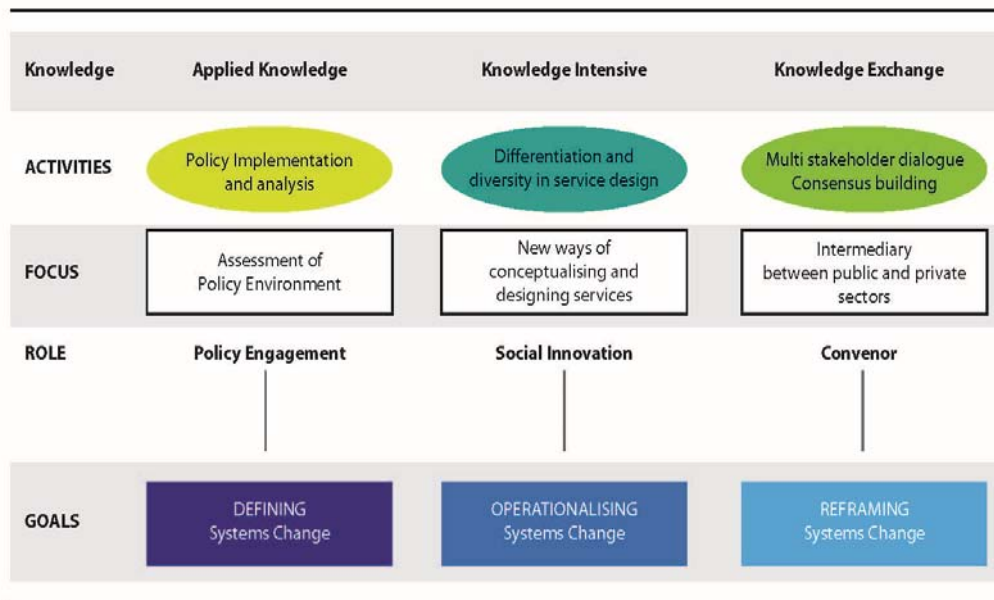 Knowledge
Applied Knowledge
Knowledge Intensive
Knowledge Exchange
ACTIVITIES
Policy Implementation
and analysis
Differentiation and
diversity in service design
Multi stakeholder dialogue
Consensus building
FOCUS
Assessment of
Policy Environment
New ways of
conceptualising and
designing services
Intermediary
between public and private
sectors
ROLE
Policy Engagement
Social Innovation
Convenor
GOALS
DEFINING
Systems Change
OPERATIONALISING
Systems Change
REFRAMING
Systems Change